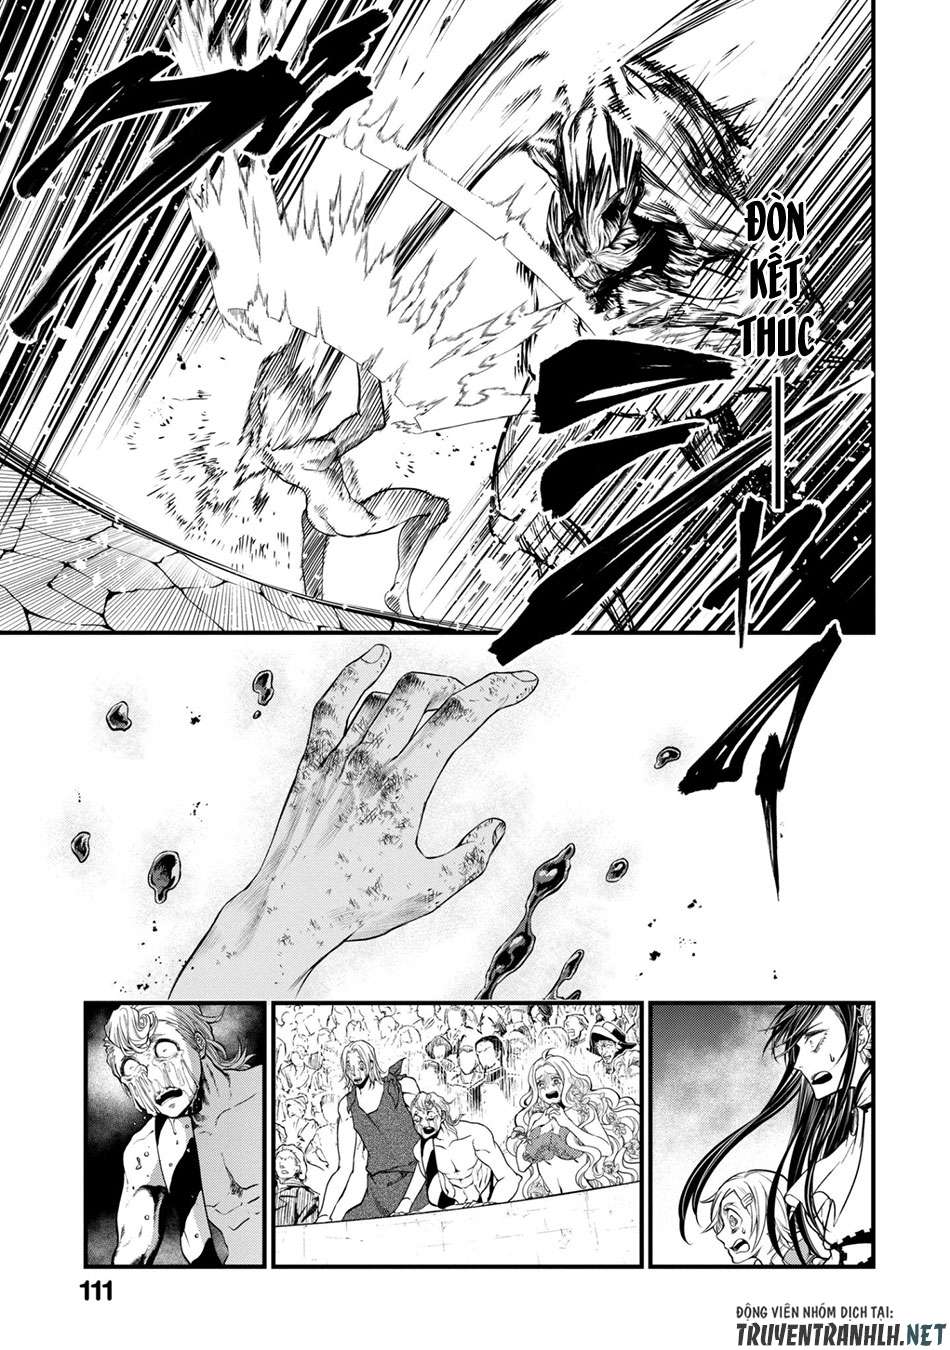 ĐÒN
KẾT
THÚC
111
ĐỘNG VIÊN NHÓM DỊCH TẠI:
TRUYENTRANHLH.NET